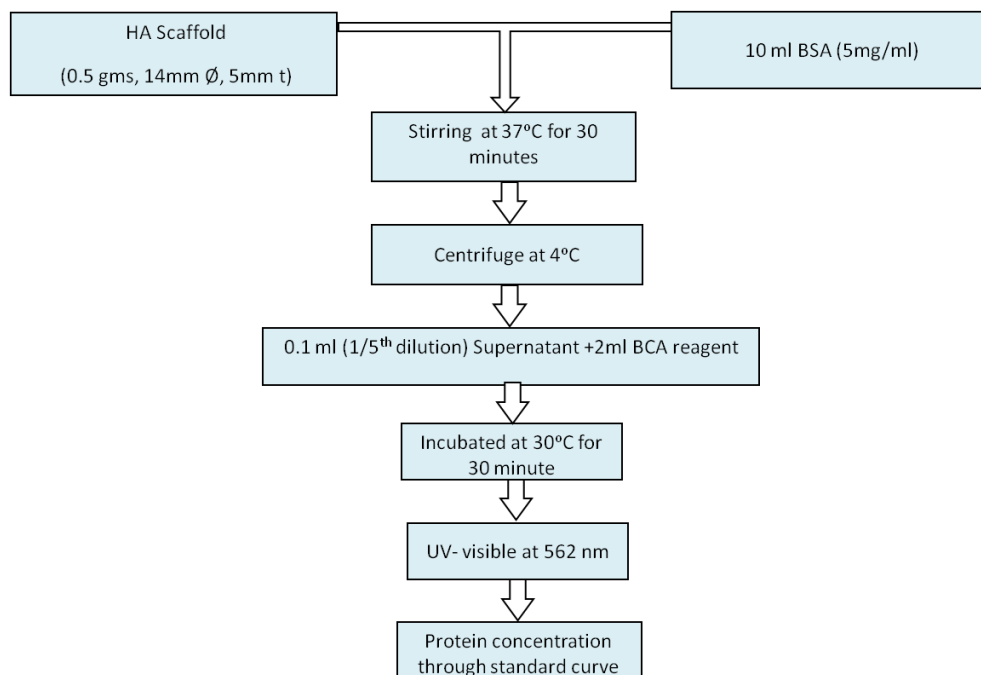 HA Scaffold
(0.5 gms, 14mm Ø, 5mm t)
10 ml BSA (5mg/ml)
Stirring at 37ºC for 30
minutes
Centrifuge at 4ºC
0.1 ml (1/5th dilution) Supernatant +2ml BCA reagent
Incubated at 30ºC for
30 minute
UV- visible at 562 nm
Protein concentration
through standard curve